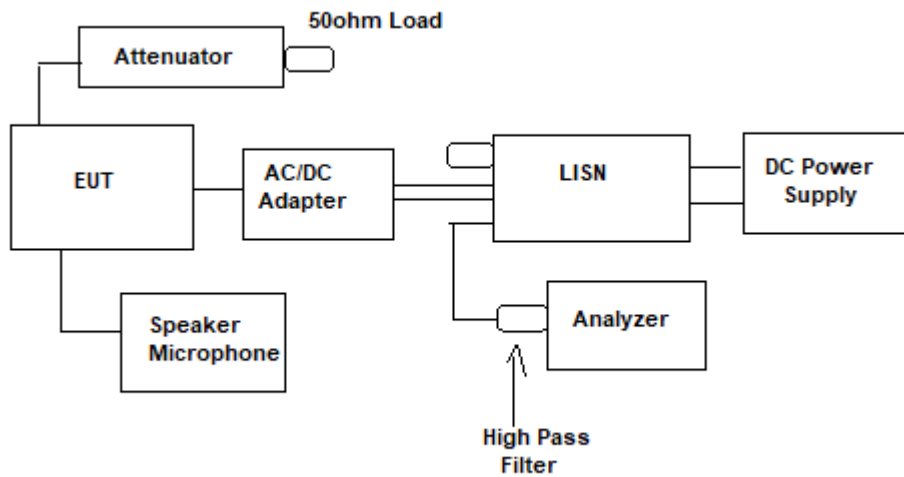 50ohm Load
Attenuator
EUT
AC/DC
Adapter
LISN
DC Power
Supply
Speaker
Microphone
Analyzer
High Pass
Filter